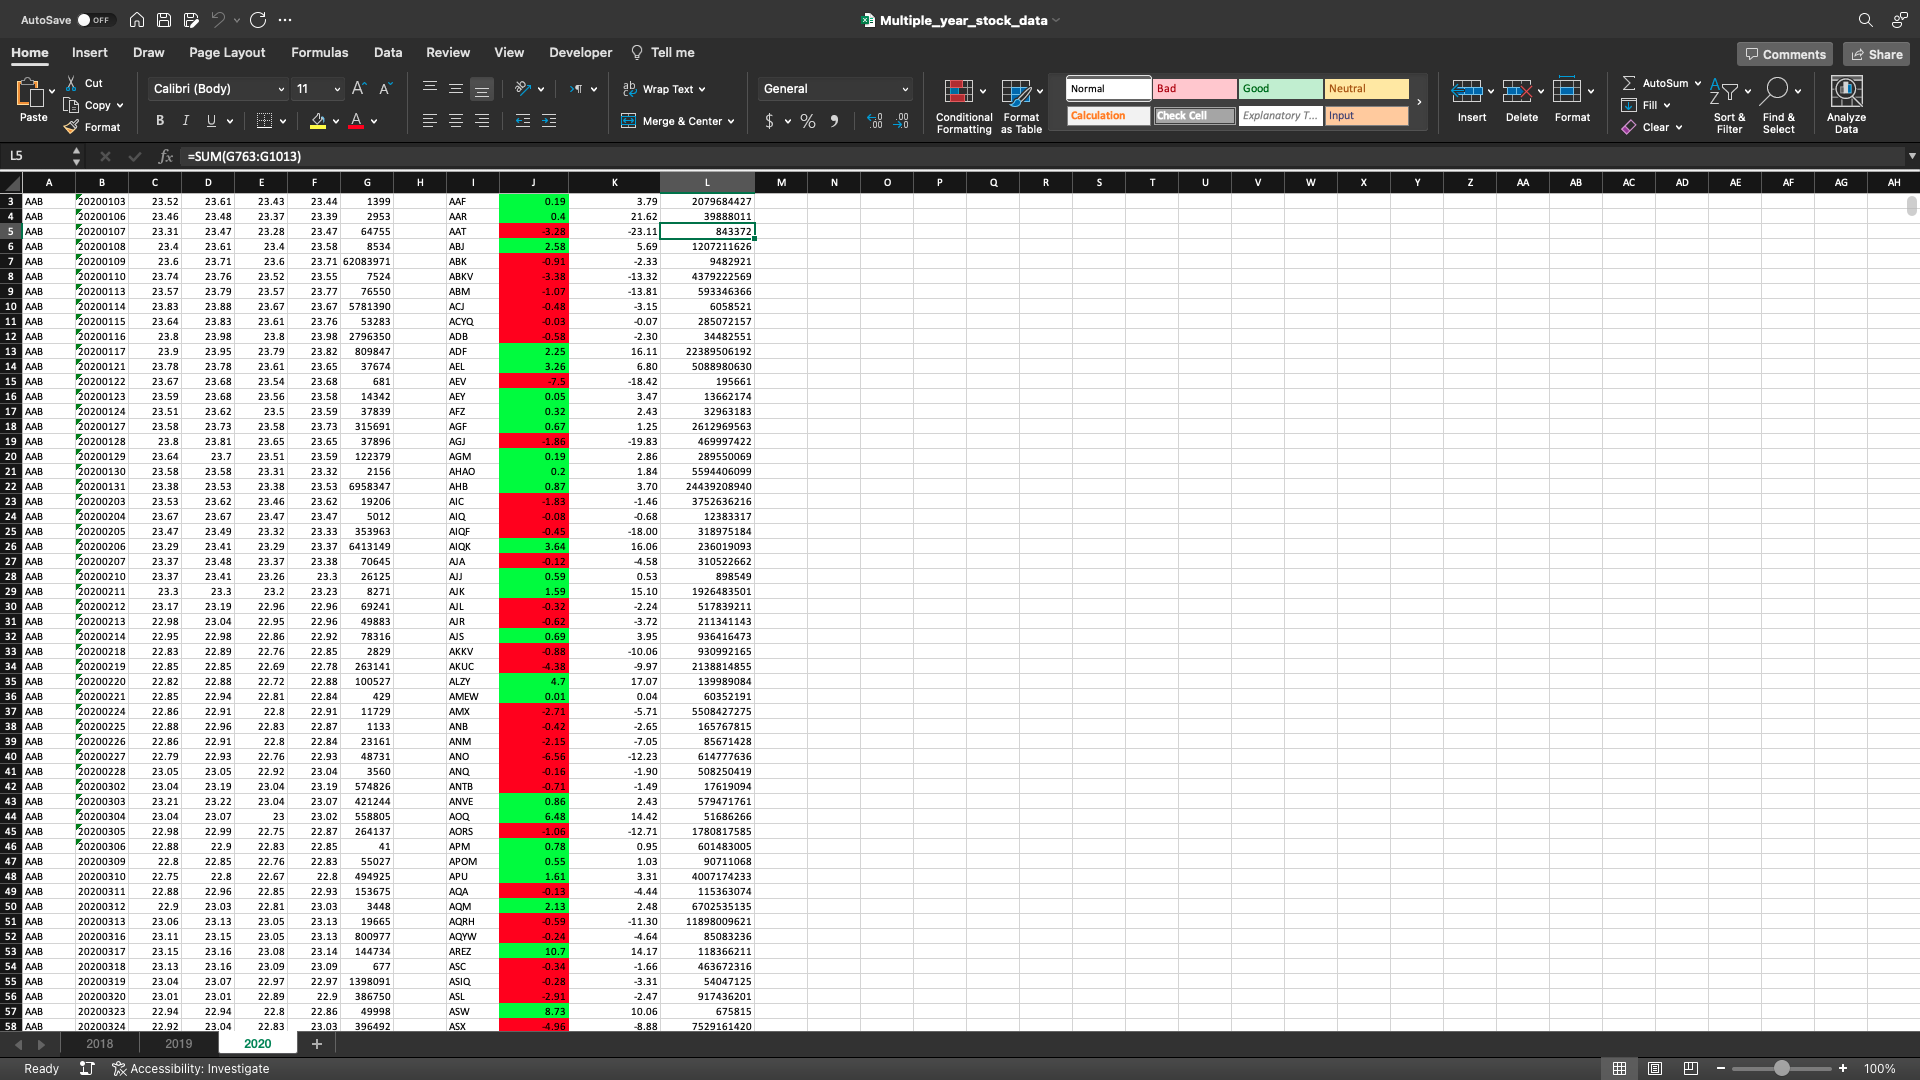 AutoSave OFF Multiple_year_stock_data
Home Insert Draw Page Layout Formulas Data Review View Developer Tell me Comments Share
Paste Cut Copy Format Calibri (Body) 11 Wrap Text Merge & Center General Conditional Formatting Format as Table Normal Bad Good Neutral Calculation Check Cell Explanatory T... Input Insert Delete Format AutoSum Fill Clear Sort & Filter Find & Select Analyze Data
L5 fx =SUM(G763:G1013)
A B C D E F G H I J K L M N O P Q R S T U V W X Y Z AA AB AC AD AE AF AG AH
3 AAB 20200103 23.52 23.61 23.43 23.44 1399 AAF 0.19 3.79 2079684427
4 AAB 20200106 23.46 23.48 23.37 23.39 2953 AAR 0.4 21.62 39888011
5 AAB 20200107 23.31 23.47 23.28 23.47 64755 AAT -3.28 -23.11 843372
6 AAB 20200108 23.4 23.61 23.4 23.58 8534 ABJ 2.58 5.69 1207211626
7 AAB 20200109 23.6 23.71 23.6 23.71 62083971 ABK -0.91 -2.33 9482921
8 AAB 20200110 23.74 23.76 23.52 23.55 7524 ABKV -3.38 -13.32 4379222569
9 AAB 20200113 23.57 23.79 23.57 23.77 76550 ABM -1.07 -13.81 593346366
10 AAB 20200114 23.83 23.88 23.67 23.67 5781390 ACJ -0.48 -3.15 6058521
11 AAB 20200115 23.64 23.83 23.61 23.76 53283 ACYQ -0.03 -0.07 285072157
12 AAB 20200116 23.8 23.98 23.8 23.98 2796350 ADB -0.58 -2.30 34482551
13 AAB 20200117 23.9 23.95 23.79 23.82 809847 ADF 2.25 16.11 22389506192
14 AAB 20200121 23.78 23.78 23.61 23.65 37674 AEL 3.26 6.80 5088980630
15 AAB 20200122 23.67 23.68 23.54 23.68 681 AEV -7.5 -18.42 195661
16 AAB 20200123 23.59 23.68 23.56 23.58 14342 AEY 0.05 3.47 13662174
17 AAB 20200124 23.51 23.62 23.5 23.59 37839 AFZ 0.32 2.43 32963183
18 AAB 20200127 23.58 23.73 23.58 23.73 315691 AGF 0.67 1.25 2612969563
19 AAB 20200128 23.8 23.81 23.65 23.65 37896 AGJ -1.86 -19.83 469997422
20 AAB 20200129 23.64 23.7 23.51 23.59 122379 AGM 0.19 2.86 289550069
21 AAB 20200130 23.58 23.58 23.31 23.32 2156 AHAO 0.2 1.84 5594406099
22 AAB 20200131 23.38 23.53 23.38 23.53 6958347 AHB 0.87 3.70 24439208940
23 AAB 20200203 23.53 23.62 23.46 23.62 19206 AIC -1.83 -1.46 3752636216
24 AAB 20200204 23.67 23.67 23.47 23.47 5012 AIQ -0.08 -0.68 12383317
25 AAB 20200205 23.47 23.49 23.32 23.33 353963 AIQF -0.45 -18.00 318975184
26 AAB 20200206 23.29 23.41 23.29 23.37 6413149 AIQK 3.64 16.06 236019093
27 AAB 20200207 23.37 23.48 23.37 23.38 70645 AJA -0.12 -4.58 310522662
28 AAB 20200210 23.37 23.41 23.26 23.3 26125 AJJ 0.59 0.53 898549
29 AAB 20200211 23.3 23.3 23.2 23.23 8271 AJK 1.59 15.10 1926483501
30 AAB 20200212 23.17 23.19 22.96 22.96 69241 AJL -0.32 -2.24 517839211
31 AAB 20200213 22.98 23.04 22.95 22.96 49883 AJR -0.62 -3.72 211341143
32 AAB 20200214 22.95 22.98 22.86 22.92 78316 AJS 0.69 3.95 936416473
33 AAB 20200218 22.83 22.89 22.76 22.85 2829 AKKV -0.88 -10.06 930992165
34 AAB 20200219 22.85 22.85 22.69 22.78 263141 AKUC -4.38 -9.97 2138814855
35 AAB 20200220 22.82 22.88 22.72 22.88 100527 ALZY 4.7 17.07 139989084
36 AAB 20200221 22.85 22.94 22.81 22.84 429 AMEW 0.01 0.04 60352191
37 AAB 20200224 22.86 22.91 22.8 22.91 11729 AMX -2.71 -5.71 5508427275
38 AAB 20200225 22.88 22.96 22.83 22.87 1133 ANB -0.42 -2.65 165767815
39 AAB 20200226 22.86 22.91 22.8 22.84 23161 ANM -2.15 -7.05 85671428
40 AAB 20200227 22.79 22.93 22.76 22.93 48731 ANO -6.56 -12.23 614777636
41 AAB 20200228 23.05 23.05 22.92 23.04 3560 ANQ -0.16 -1.90 508250419
42 AAB 20200302 23.04 23.19 23.04 23.19 574826 ANTB -0.71 -1.49 17619094
43 AAB 20200303 23.21 23.22 23.04 23.07 421244 ANVE 0.86 2.43 579471761
44 AAB 20200304 23.04 23.07 23 23.02 558805 AOQ 6.48 14.42 51686266
45 AAB 20200305 22.98 22.99 22.75 22.87 264137 AORS -1.06 -12.71 1780817585
46 AAB 20200306 22.88 22.9 22.83 22.85 41 APM 0.78 0.95 601483005
47 AAB 20200309 22.8 22.85 22.76 22.83 55027 APOM 0.55 1.03 90711068
48 AAB 20200310 22.75 22.8 22.67 22.8 494925 APU 1.61 3.31 4007174233
49 AAB 20200311 22.88 22.96 22.85 22.93 153675 AQA -0.13 -4.44 115363074
50 AAB 20200312 22.9 23.03 22.81 23.03 3448 AQM 2.13 2.48 6702535135
51 AAB 20200313 23.06 23.13 23.05 23.13 19665 AQRH -0.59 -11.30 11898009621
52 AAB 20200316 23.11 23.15 23.05 23.13 800977 AQYW -0.24 -4.64 85083236
53 AAB 20200317 23.15 23.16 23.08 23.14 144734 AREZ 10.7 14.17 118366211
54 AAB 20200318 23.13 23.16 23.09 23.09 677 ASC -0.34 -1.66 463672316
55 AAB 20200319 23.04 23.07 22.97 22.97 1398091 ASIQ -0.28 -3.31 54047125
56 AAB 20200320 23.01 23.01 22.89 22.9 386750 ASL -2.91 -2.47 917436201
57 AAB 20200323 22.94 22.94 22.8 22.86 49998 ASW 8.73 10.06 675815
58 AAB 20200324 22.92 23.04 22.83 23.03 396492 ASX -4.96 -8.88 7529161420
2018 2019 2020 +
Ready Accessibility: Investigate 100%